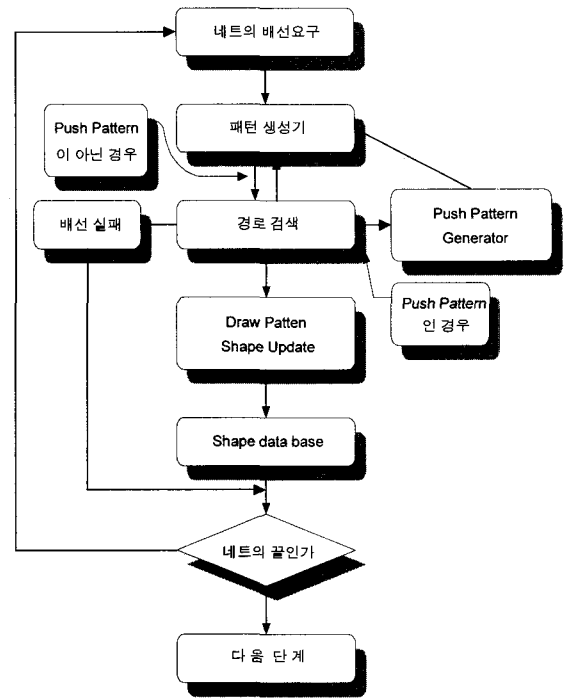 네트의 배선요구
패턴 생성기
Push Pattern
이 아닌 경우
배선 실패
경로 검색
Push Pattern
Generator
Push Pattern
인 경우
Draw Patten
Shape Update
Shape data base
네트의 끝인가
다음 단계